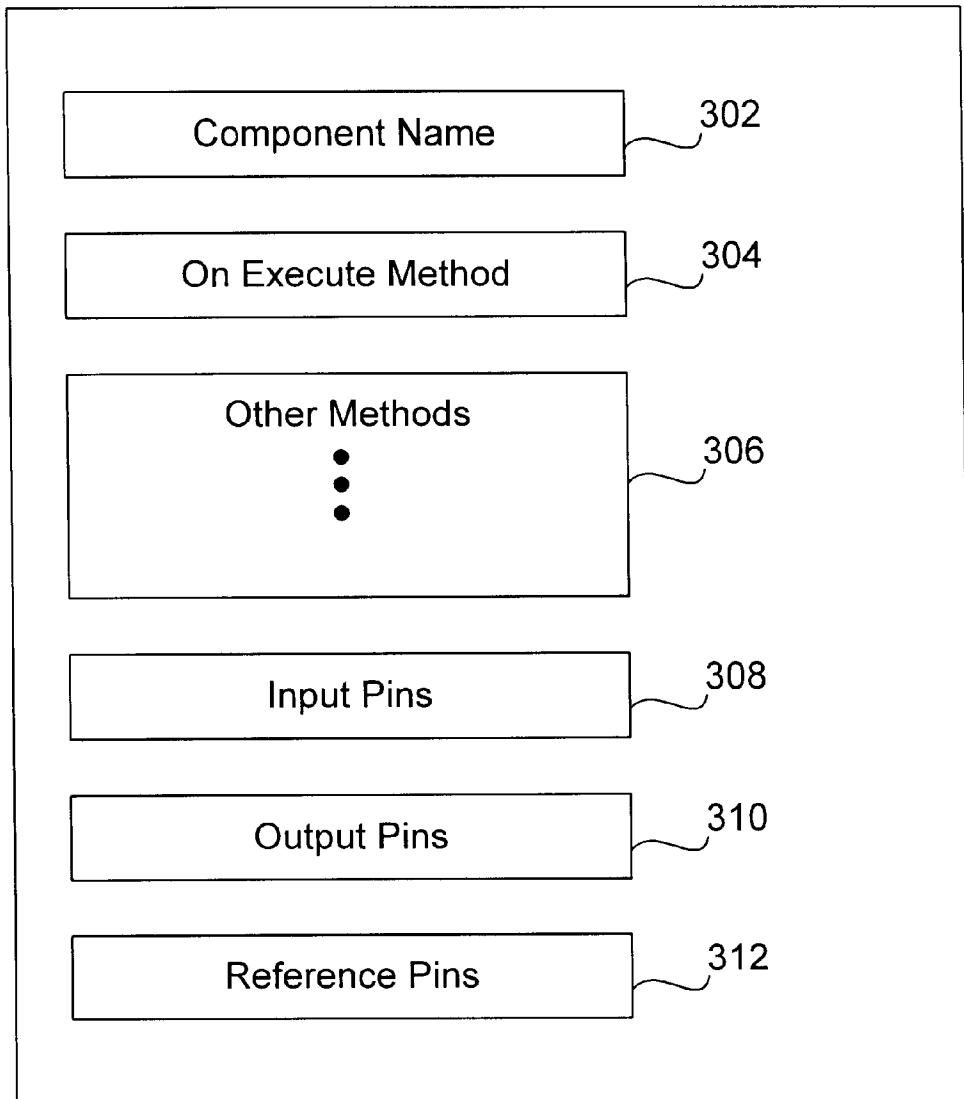 Component Name
302
On Execute Method
304
Other Methods
306
Input Pins
308
Output Pins
310
Reference Pins
312